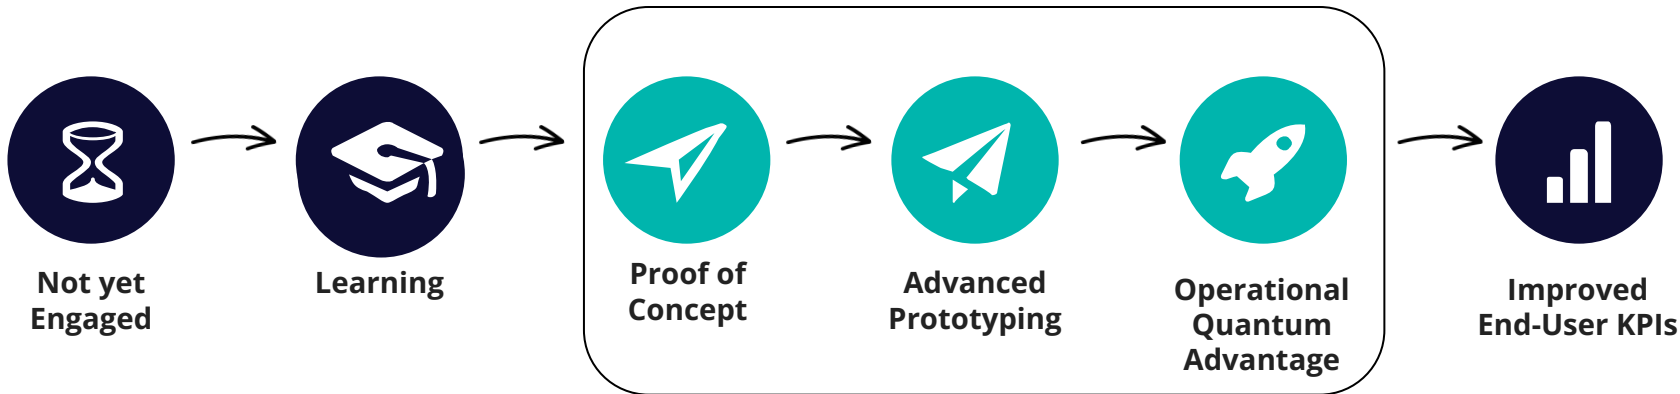 Not yet
Engaged
Learning
Proof of
Concept
Advanced
Prototyping
Operational
Quantum
Advantage
Improved
End-User KPIs